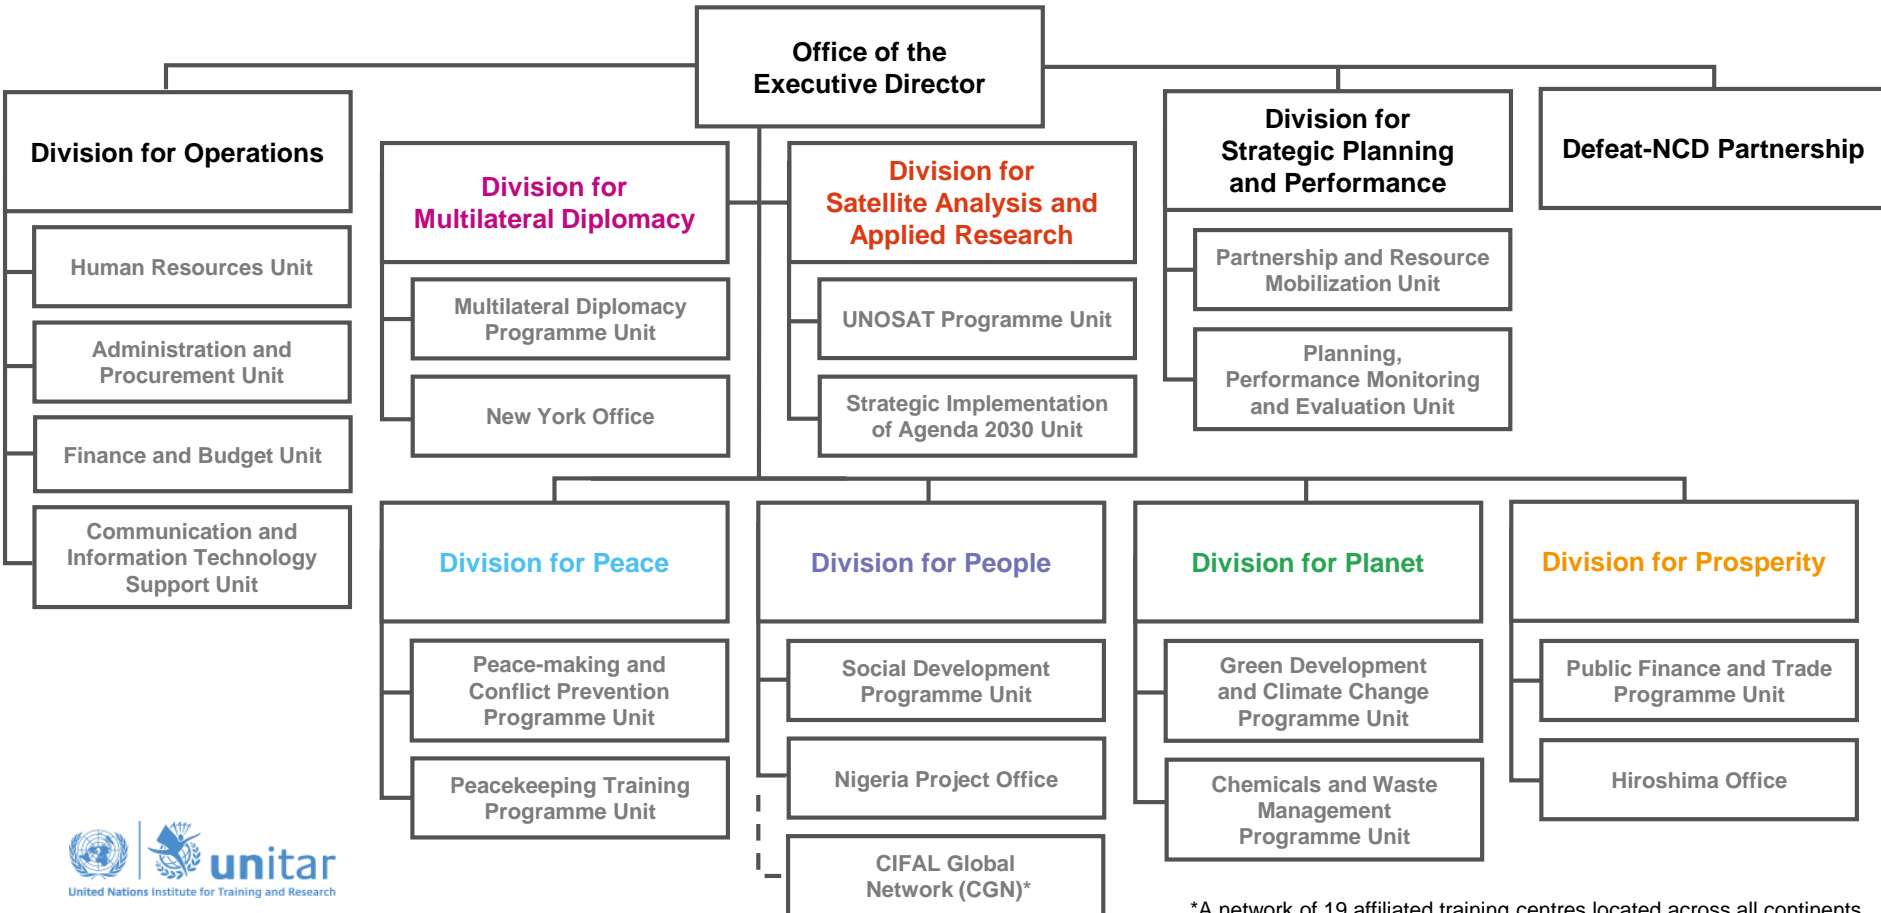 Office of the
Executive Director
Division for Operations
Human Resources Unit
Administration and
Procurement Unit
Finance and Budget Unit
Communication and
Information Technology
Support Unit
Division for
Multilateral Diplomacy
Multilateral Diplomacy
Programme Unit
New York Office
Division for
Satellite Analysis and
Applied Research
UNOSAT Programme Unit
Strategic Implementation
of Agenda 2030 Unit
Division for
Strategic Planning
and Performance
Partnership and Resource
Mobilization Unit
Planning,
Performance Monitoring
and Evaluation Unit
Defeat-NCD Partnership
Division for Peace
Peace-making and
Conflict Prevention
Programme Unit
Peacekeeping Training
Programme Unit
Division for People
Social Development
Programme Unit
Nigeria Project Office
CIFAL Global
Network (CGN)*
Division for Planet
Green Development
and Climate Change
Programme Unit
Chemicals and Waste
Management
Programme Unit
Division for Prosperity
Public Finance and Trade
Programme Unit
Hiroshima Office
unitar
United Nations Institute for Training and Research
*A network of 19 affiliated training centres located across all continents